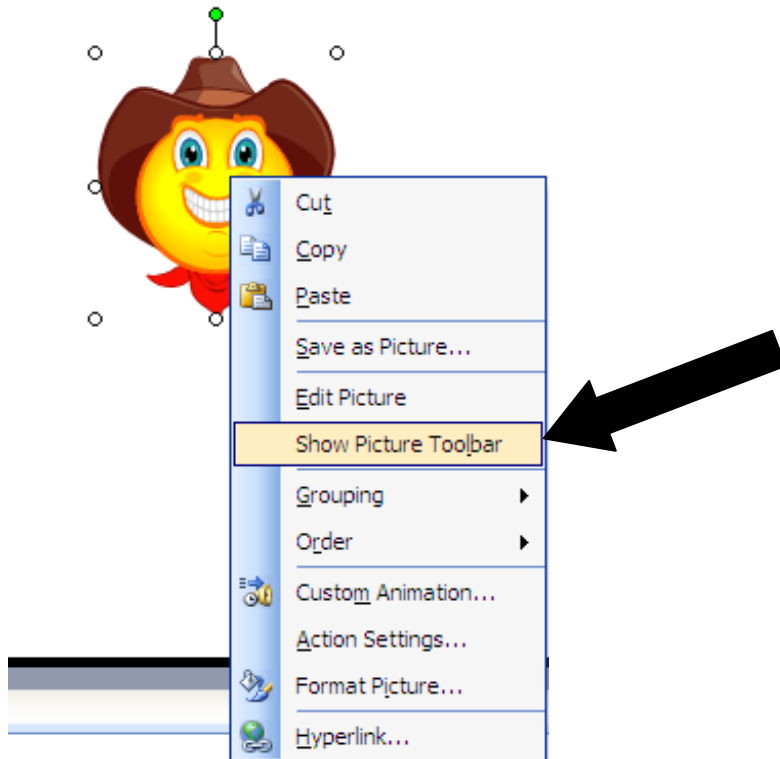 Cut
Copy
Paste
Save as Picture...
Edit Picture
Show Picture Toolbar
Grouping
Order
Custom Animation...
Action Settings...
Format Picture...
Hyperlink...